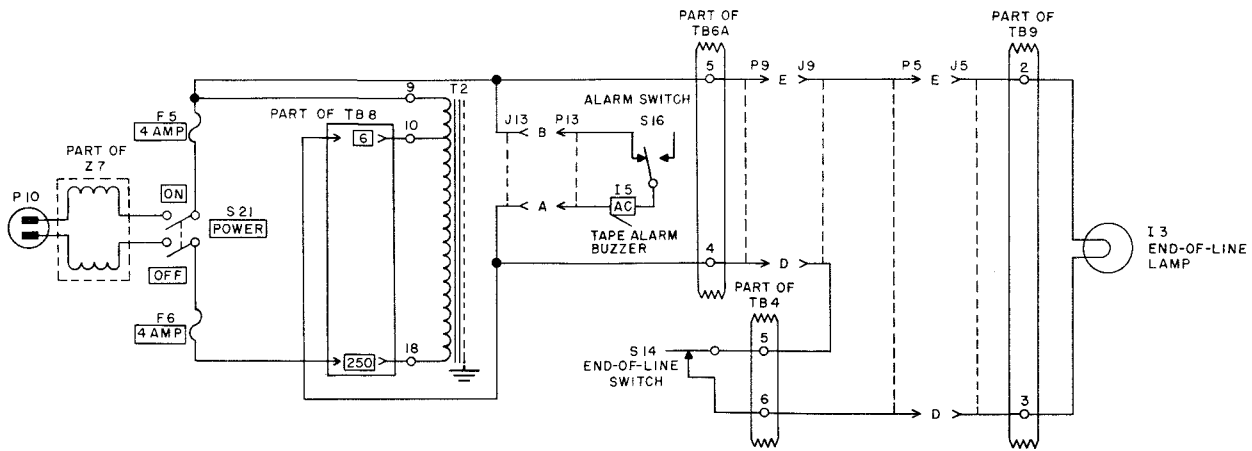 PART OF
TB6A
5
4
PART OF
TB9
2
3
P9
E
J9
D
P5
E
J5
D
ALARM SWITCH
S16
F5
4 AMP
PART OF
Z7
P10
ON
OFF
S21
POWER
F6
4 AMP
PART OF TB8
6
250
9
10
18
T2
J13
B
P13
A
I5
AC
TAPE ALARM
BUZZER
PART OF
TB4
5
6
S14
END-OF-LINE
SWITCH
I3
END-OF-LINE
LAMP